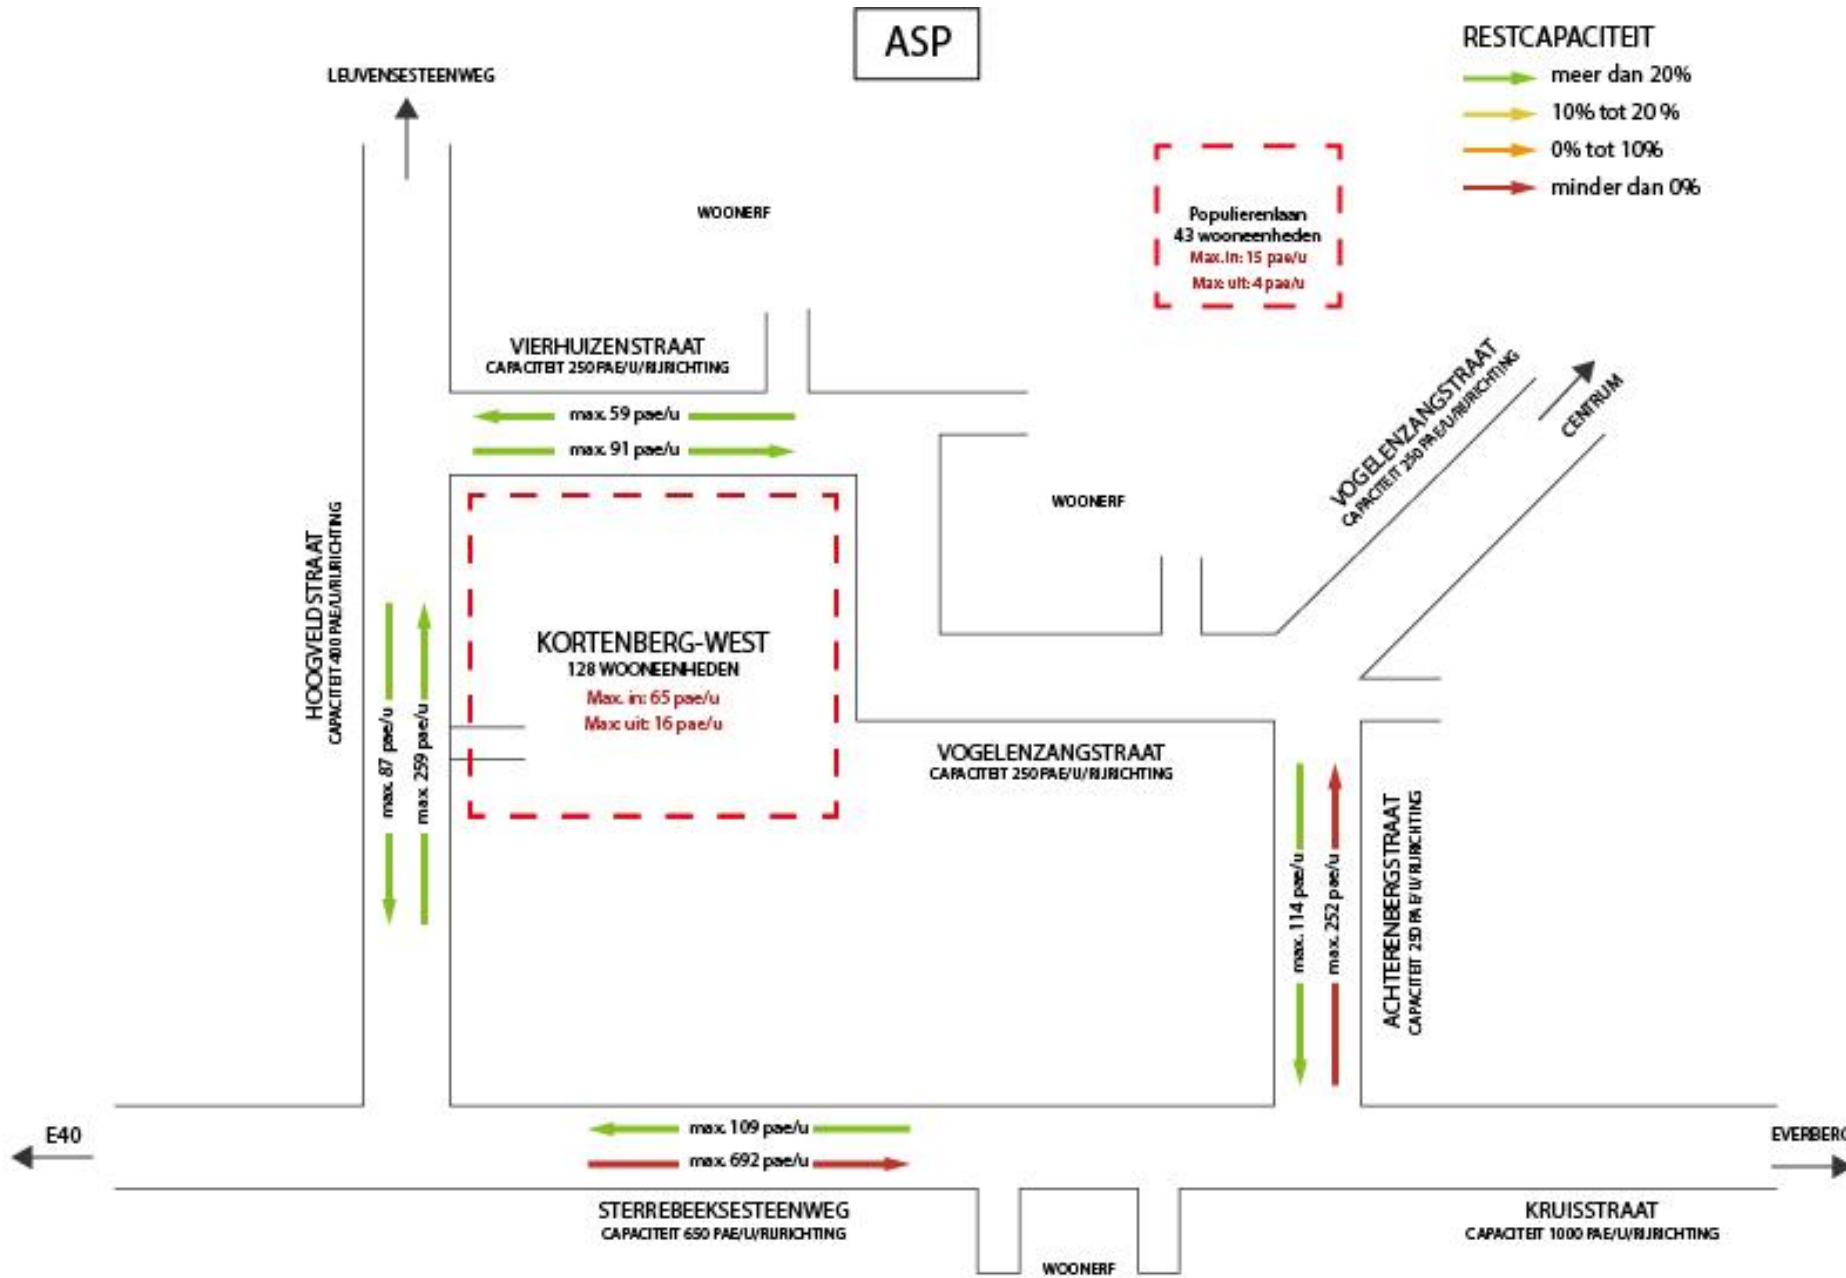 ASP
RESTCAPACITEIT
meer dan 20%
10% tot 20 %
0% tot 10%
minder dan 0%
LEUVENSESTEENWEG
WOONERF
Populierenlaan
43 wooneenheden
Max. in: 15 pae/u
Max: uit: 4 pae/u
VIERHUIZENSTRAAT
CAPACITEIT 250 PAE/U/RIJRICHTING
max. 59 pae/u
max. 91 pae/u
VOGELENZANGSTRAAT
CAPACITEIT 250 PAE/U/RIJRICHTING
CENTRUM
WOONERF
HOOGVELD STRAAT
CAPACITEIT 400 PAE/U/RIJRICHTING
max. 87 pae/u
max. 259 pae/u
KORTENBERG-WEST
128 WOONEENHEDEN
Max. in: 65 pae/u
Max: uit: 16 pae/u
VOGELENZANGSTRAAT
CAPACITEIT 250 PAE/U/RIJRICHTING
max. 114 pae/u
max. 252 pae/u
ACHTERENBERGSTRAAT
CAPACITEIT 250 PAE/U/RIJRICHTING
E40
max. 109 pae/u
max. 692 pae/u
EVERBERG
STERREBEEKSESTEENWEG
CAPACITEIT 650 PAE/U/RIJRICHTING
KRUISSTRAAT
CAPACITEIT 1000 PAE/U/RIJRICHTING
WOONERF